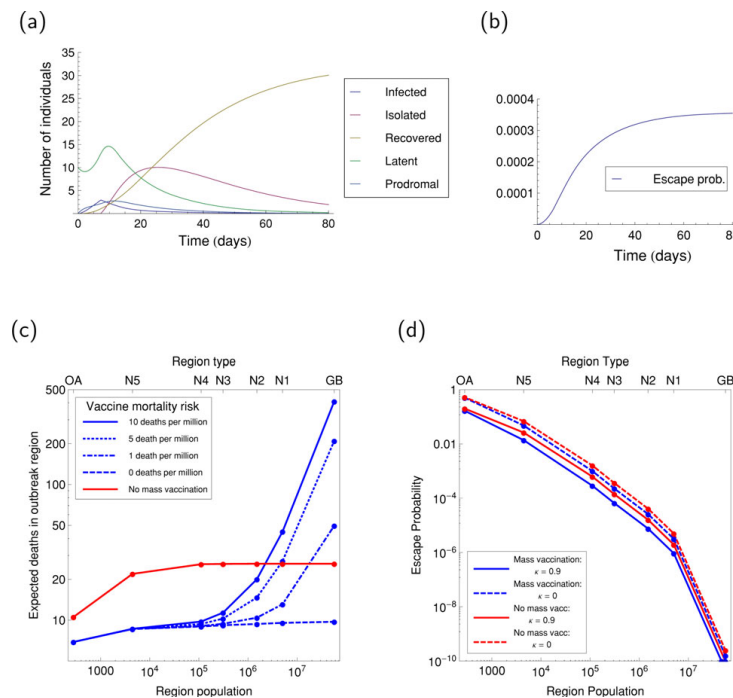 (a)
35
30
25
20
15
10
5
0 20 40 60 80
Number of individuals
Time (days)
Infected
Isolated
Recovered
Latent
Prodromal
(b)
0.0004
0.0003
0.0002
0.0001
0 20 40 60 80
Escape prob.
Time (days)
(c)
Region type
OA N5 N4 N3 N2 N1 GB
500
200
100
50
20
10
Expected deaths in outbreak region
Vaccine mortality risk
10 deaths per million
5 death per million
1 death per million
0 deaths per million
No mass vaccination
1000 10⁴ 10⁵ 10⁶ 10⁷
Region population
(d)
Region Type
OA N5 N4 N3 N2 N1 GB
1
0.01
10⁻⁴
10⁻⁶
10⁻⁸
10⁻¹⁰
Escape Probability
Mass vaccination:
κ = 0.9
Mass vaccination:
κ = 0
No mass vacc:
κ = 0.9
No mass vacc:
κ = 0
1000 10⁴ 10⁵ 10⁶ 10⁷
Region Population